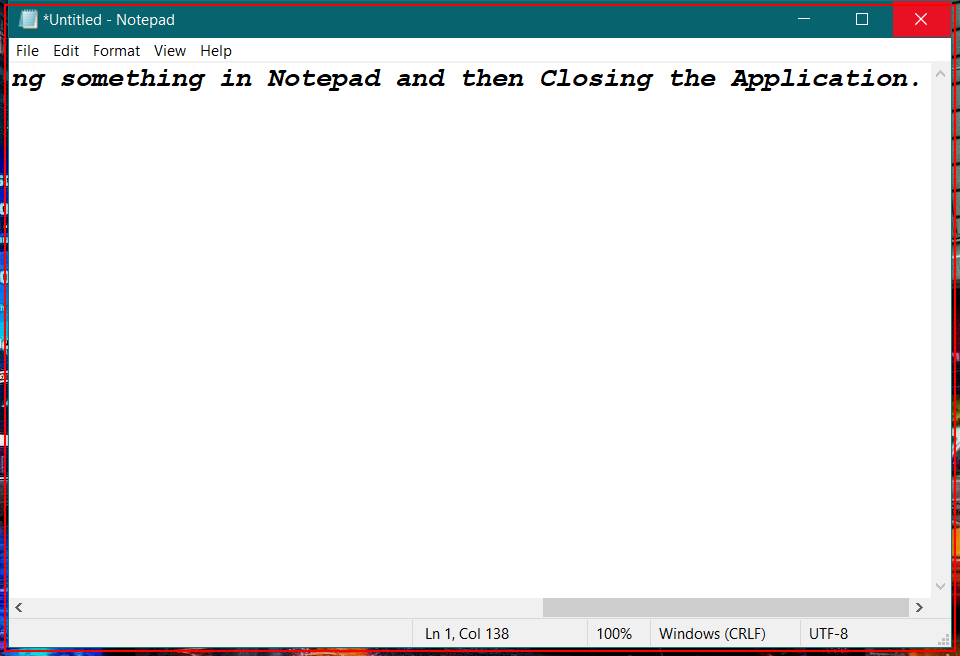 *Untitled - Notepad
File Edit Format View Help
ng something in Notepad and then Closing the Application.
Ln 1, Col 138 100% Windows (CRLF) UTF-8